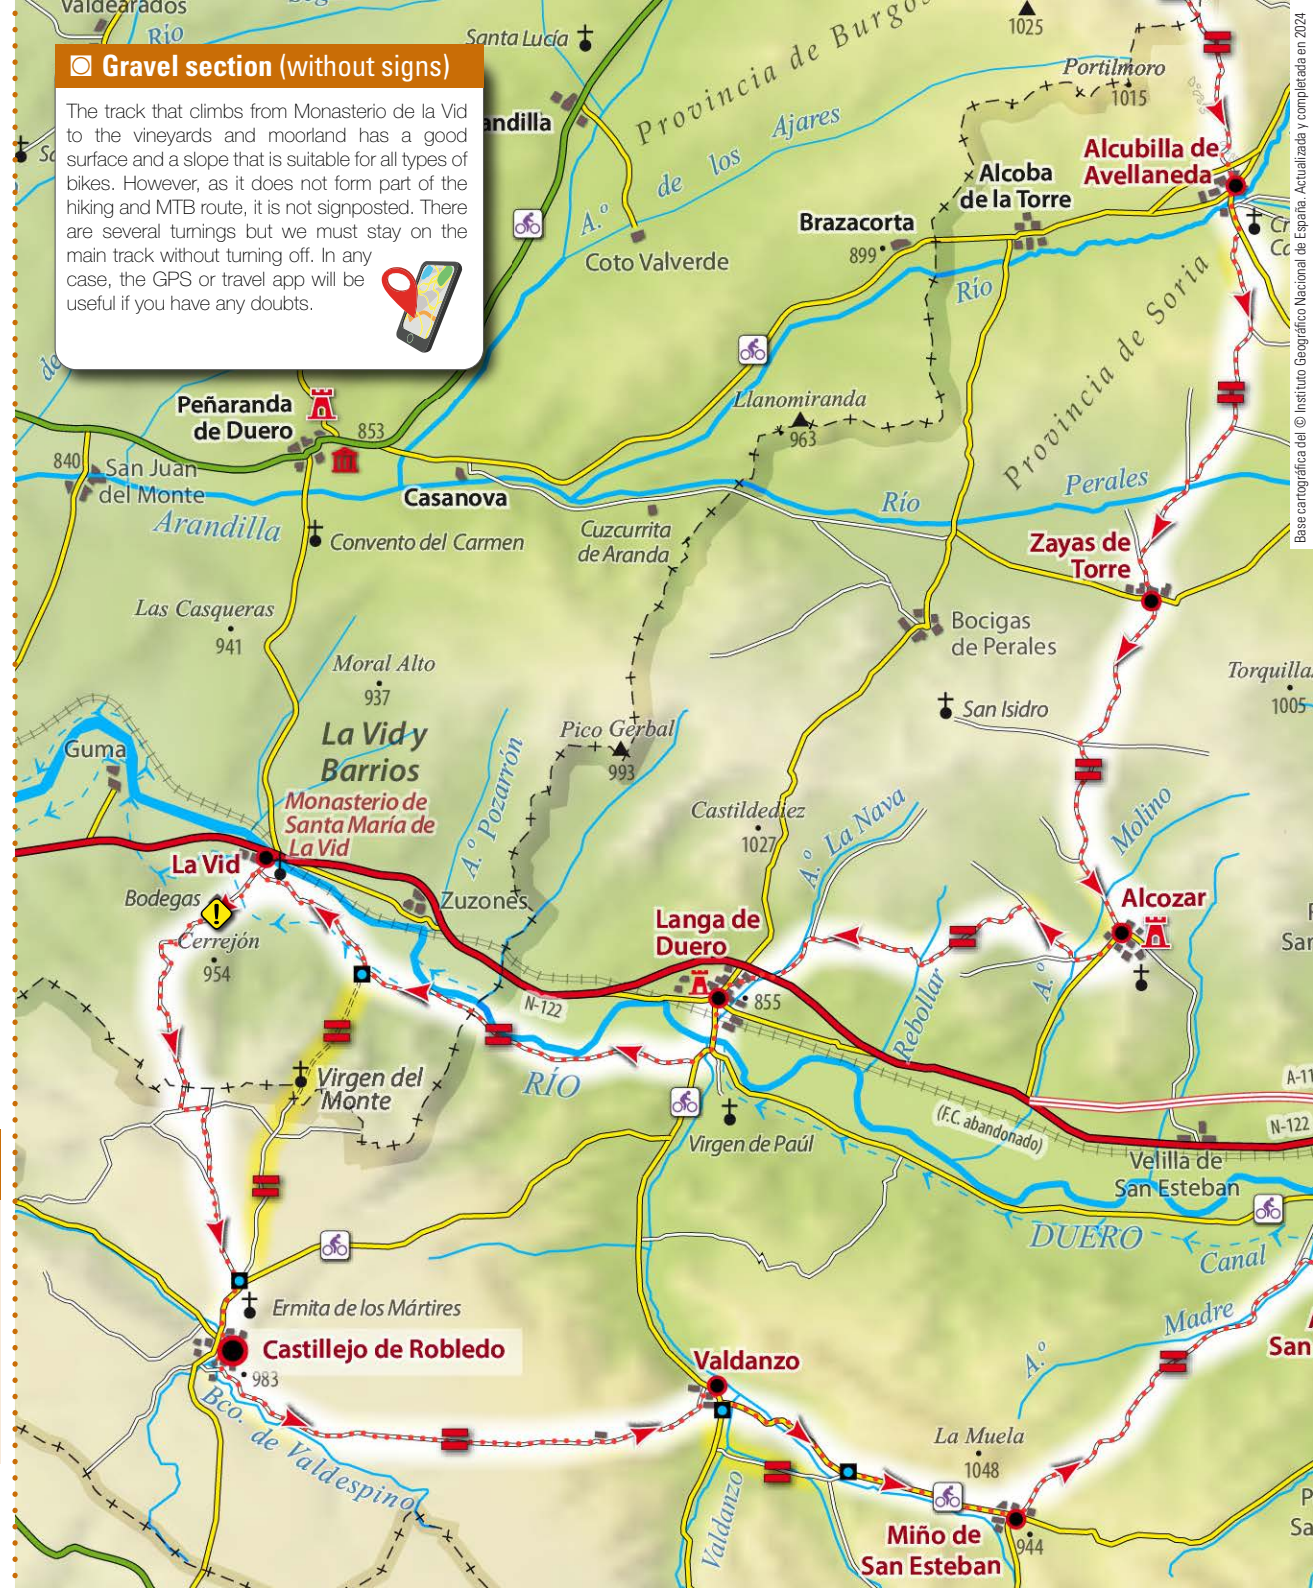 Valdearados
Río
Santa Lucía
Provincia de Burgos
1025
Portilmoro
1015
Gravel section (without signs)
The track that climbs from Monasterio de la Vid
to the vineyards and moorland has a good
surface and a slope that is suitable for all types of
bikes. However, as it does not form part of the
hiking and MTB route, it is not signposted. There
are several turnings but we must stay on the
main track without turning off. In any
case, the GPS or travel app will be
useful if you have any doubts.
andilla
de los Ajares
A.º
Coto Valverde
Brazacorta
899
Alcoba
de la Torre
Alcubilla de
Avellaneda
Río
Provincia de Soria
Base cartográfica del © Instituto Geográfico Nacional de España. Actualizada y completada en 2024
de
Peñaranda
de Duero
853
Llanomiranda
963
840
San Juan
del Monte
Arandilla
Casanova
Convento del Carmen
Cuzcurrita
de Aranda
Río
Perales
Zayas de
Torre
Las Casqueras
941
Moral Alto
937
Bocigas
de Perales
San Isidro
Torquilla
1005
La Vid y
Barrios
Pico Gerbal
993
Guma
Monasterio de
Santa María de
La Vid
A.º Pozarrón
Castildediez
1027
A.º La Nava
Molino
La Vid
Bodegas
Zuzones
Cerrejón
954
Langa de
Duero
855
Alcozar
A.º
Rebollar
N-122
RÍO
Virgen del
Monte
Virgen de Paúl
(F.C. abandonado)
A-11
N-122
Velilla de
San Esteban
DUERO
Canal
Ermita de los Mártires
Castillejo de Robledo
983
Bco. de Valdespino
Valdanzo
Madre
A.º
San
La Muela
1048
Valdanzo
Miño de
San Esteban
944